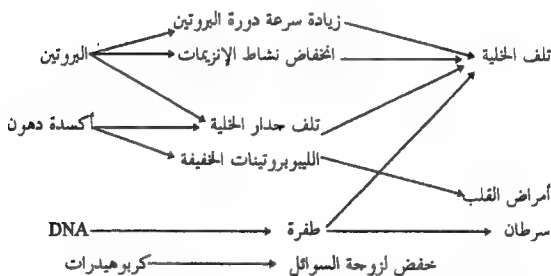 زيادة سرعة دورة البروتين
البروتين انخفاض نشاط الإنزيمات تلف الخلية
أكسدة دهون تلف جدار الخلية
الليبوبروتينات الخفيفة
أمراض القلب
DNA طفرة سرطان
كربوهيدرات خفض لزوجة السوائل